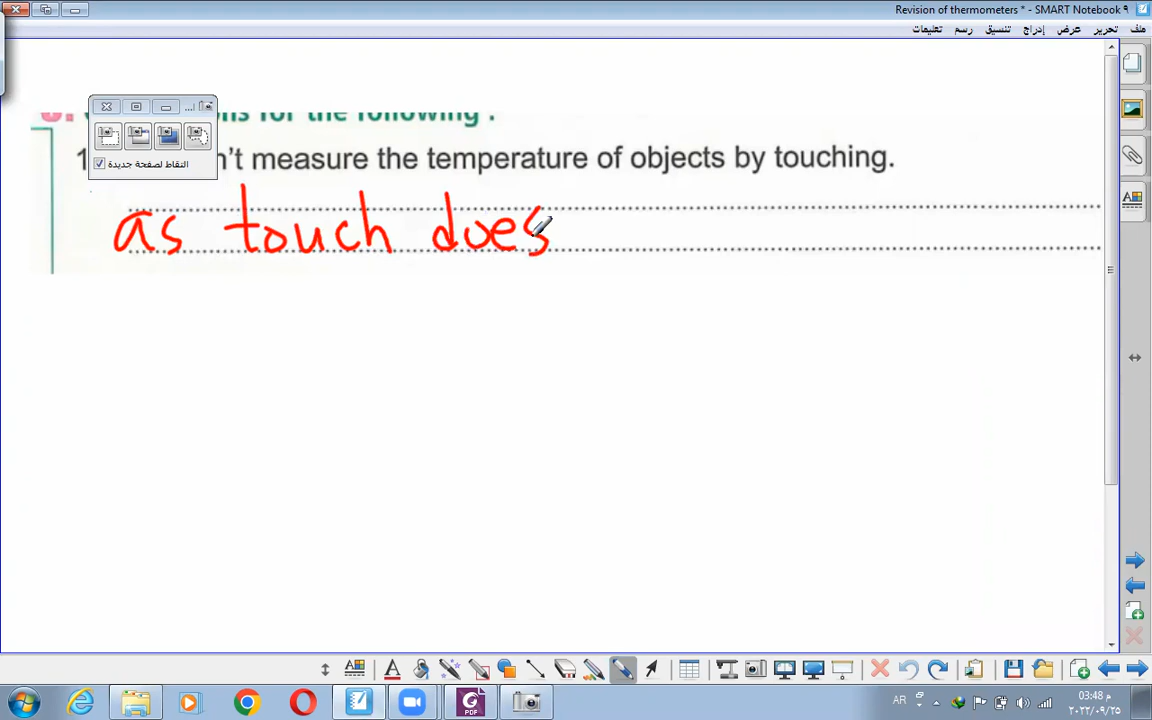 Revision of thermometers * - SMART Notebook ٩
ملف تحرير عرض إدراج تنسيق رسم تعليمات
ns for the following :
1 n't measure the temperature of objects by touching.
التقاط لصفحة جديدة
as touch does
PDF
AR
م 03:48
٢٠٢٢/٠٩/٢٥